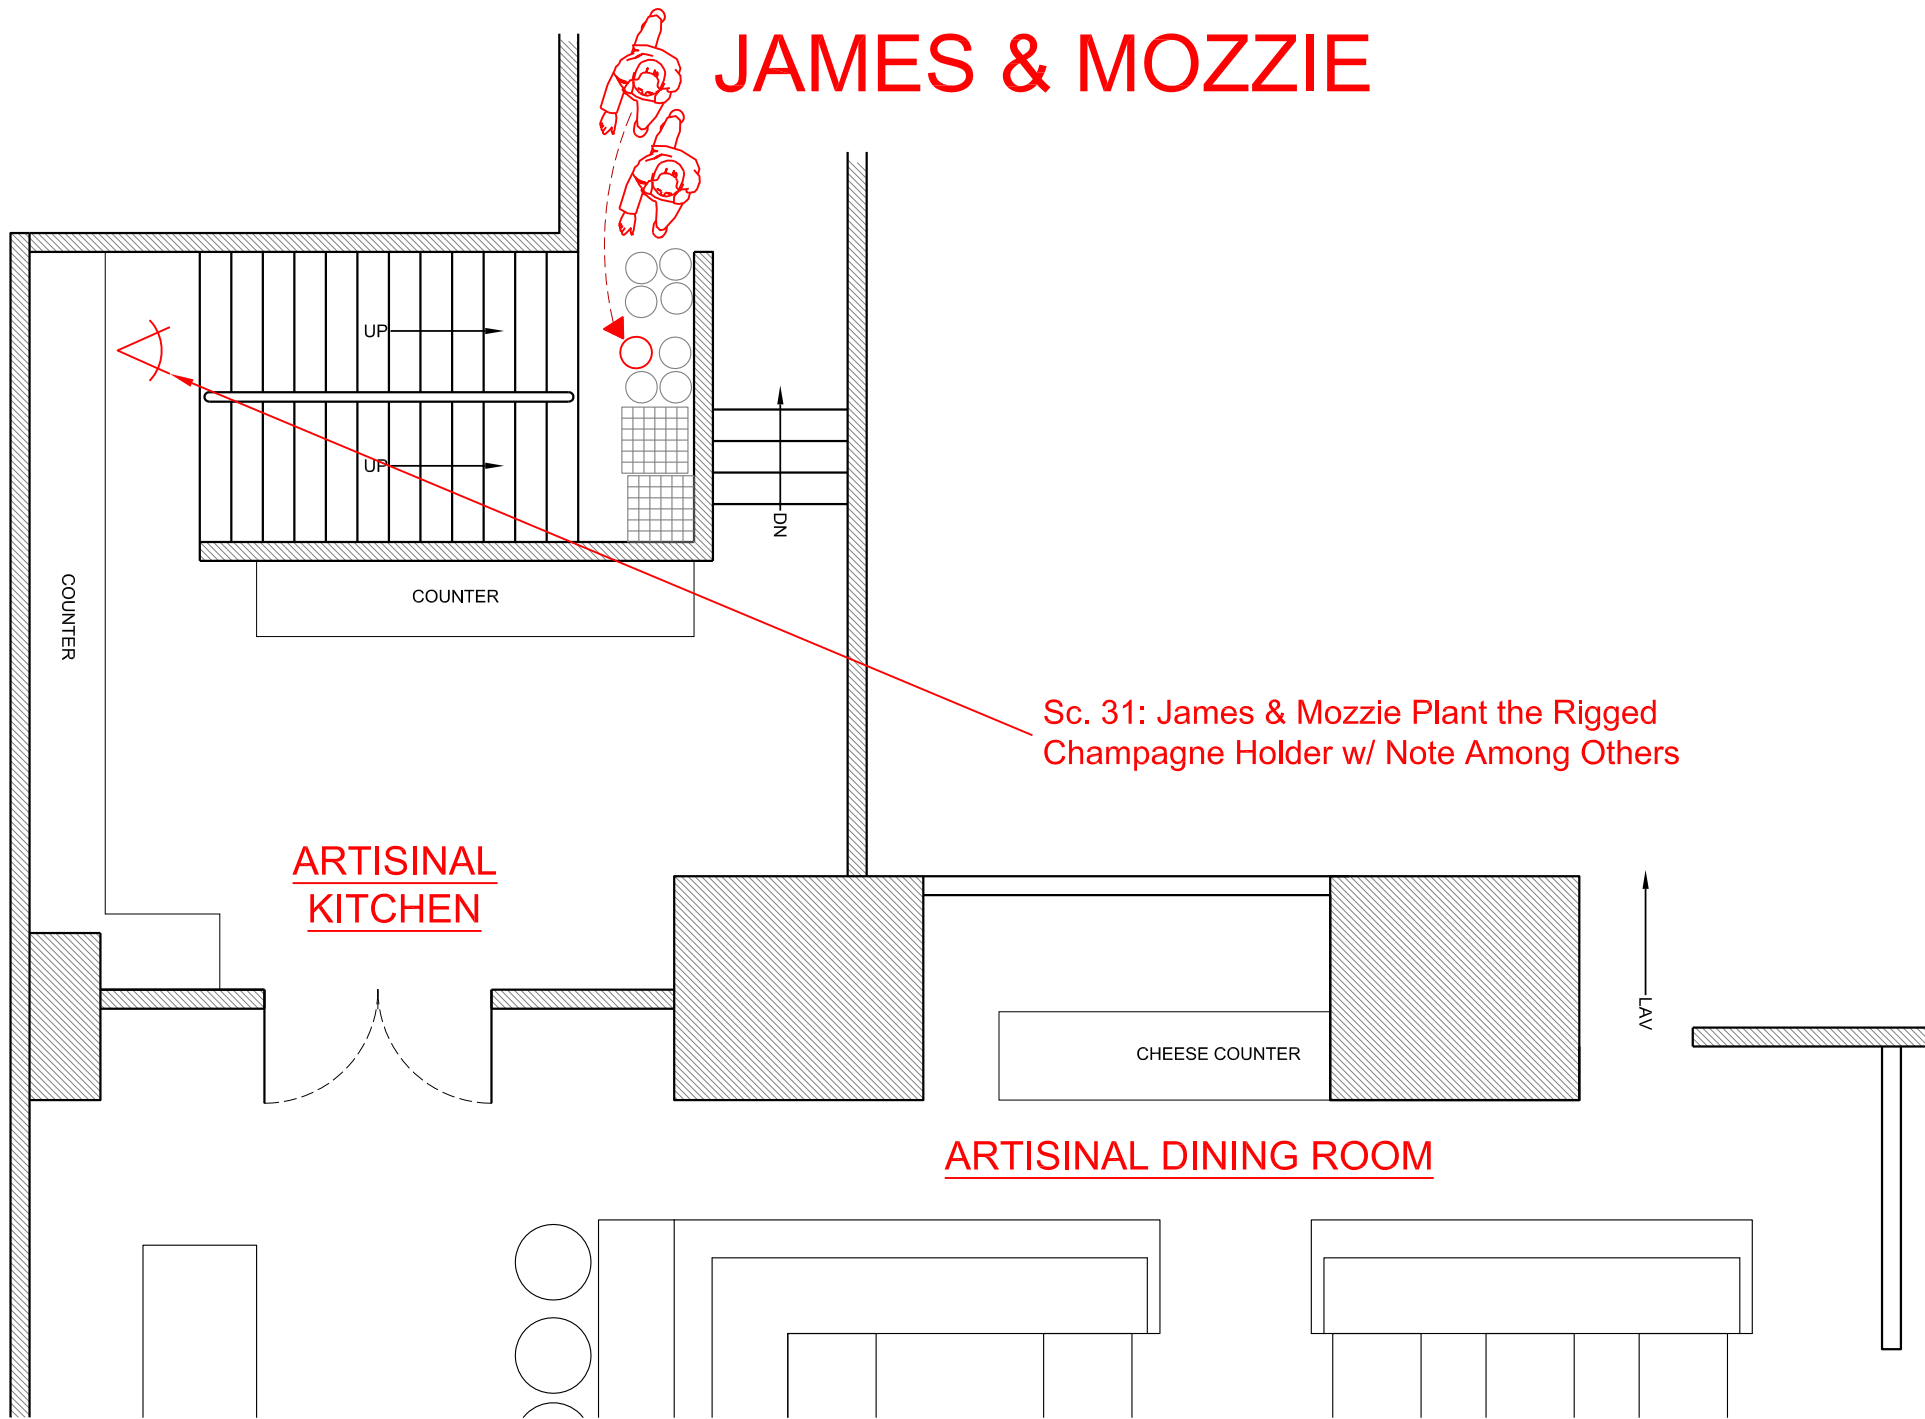 JAMES & MOZZIE
UP
UP
DN
COUNTER
COUNTER
Sc. 31: James & Mozzie Plant the Rigged
Champagne Holder w/ Note Among Others
ARTISINAL
KITCHEN
LAV
CHEESE COUNTER
ARTISINAL DINING ROOM